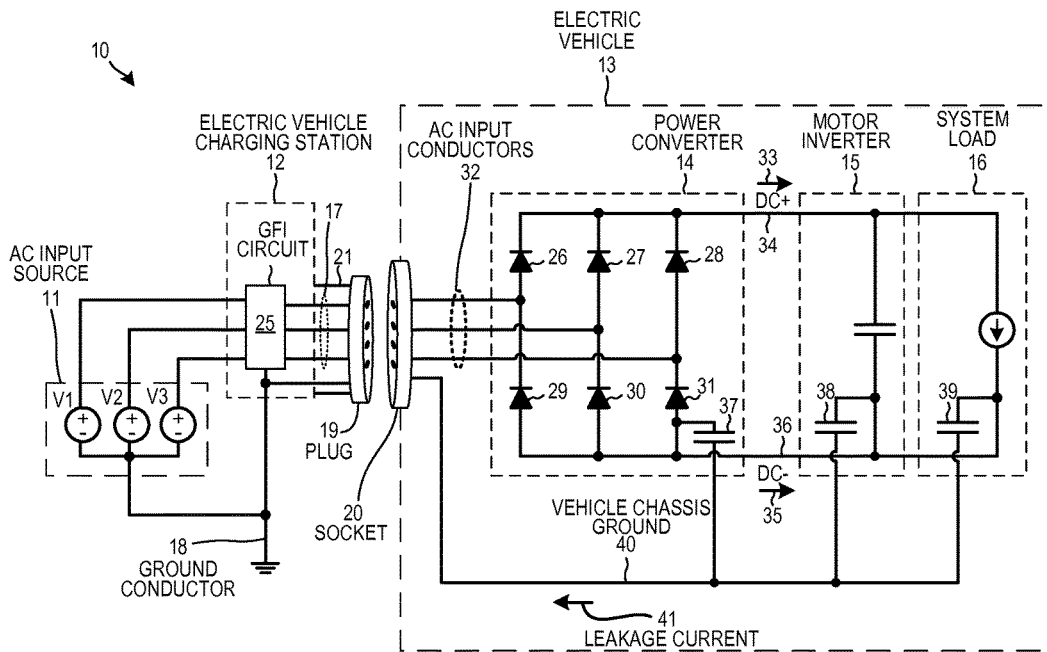 10
ELECTRIC
VEHICLE
13
ELECTRIC VEHICLE
CHARGING STATION
12
AC INPUT
CONDUCTORS
32
POWER
CONVERTER
14
MOTOR
INVERTER
15
SYSTEM
LOAD
16
33
DC+
34
AC INPUT
SOURCE
11
GFI
CIRCUIT
25
17
21
26
27
28
29
30
31
37
38
39
V1
V2
V3
+
-
+
-
+
-
19
PLUG
20
SOCKET
36
DC-
35
18
GROUND
CONDUCTOR
VEHICLE CHASSIS
GROUND
40
41
LEAKAGE CURRENT